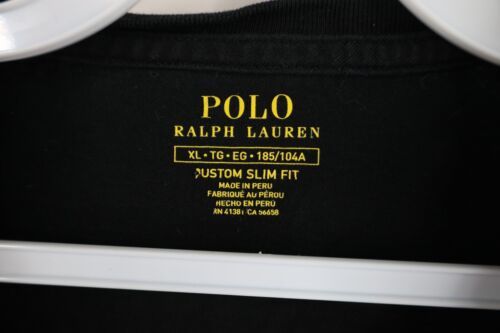 POLO
RALPH LAUREN
XL • TG • EG • 185/104A
CUSTOM SLIM FIT
MADE IN PERU
FABRIQUÉ AU PÉROU
HECHO EN PERÚ
RN 41381 CA 56658